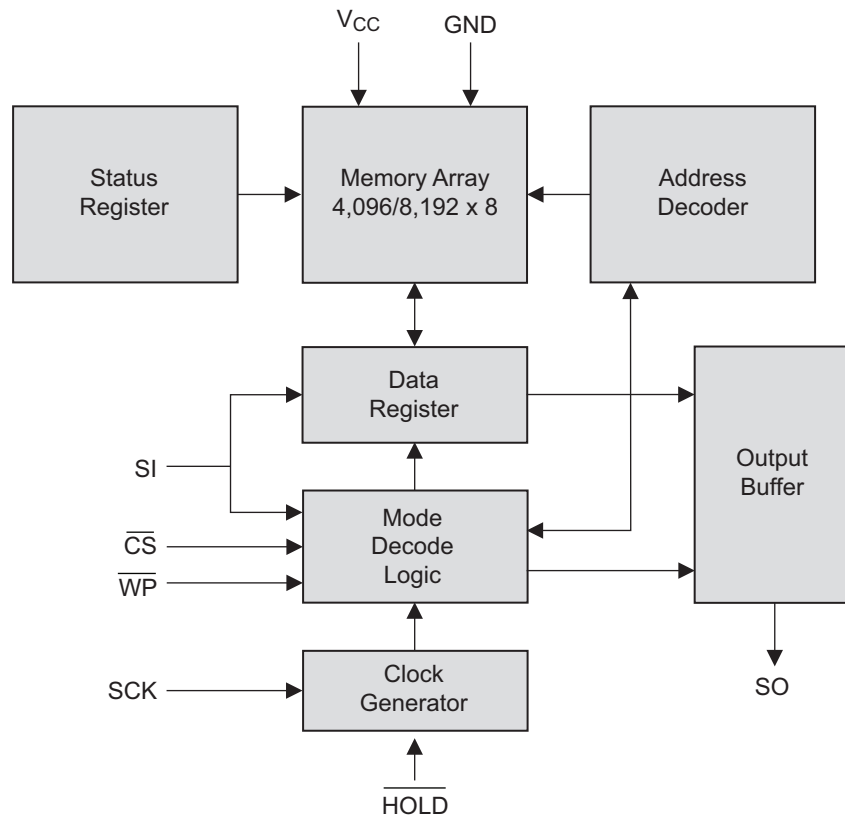 VCC
GND
Status
Register
Memory Array
4,096/8,192 x 8
Address
Decoder
Data
Register
SI
Output
Buffer
Mode
Decode
Logic
CS
WP
SCK
Clock
Generator
SO
HOLD